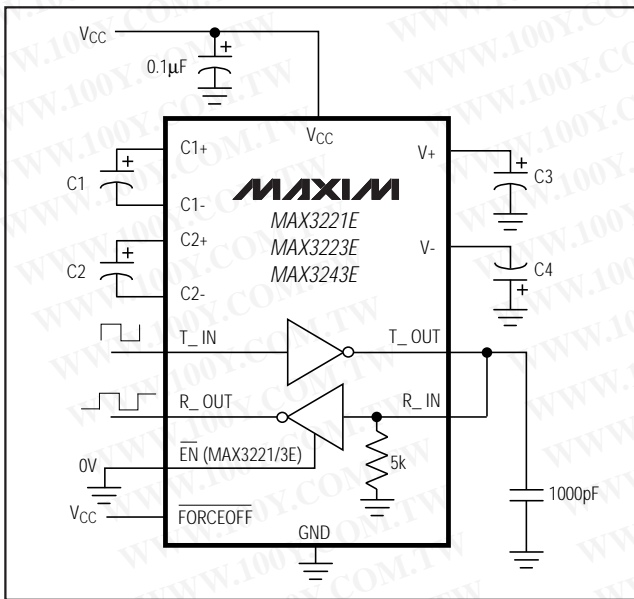 VCC
0.1µF
VCC
C1+
C1
C1-
C2+
C2
C2-
V+
C3
V-
C4
MAXIM
MAX3221E
MAX3223E
MAX3243E
T_ IN
T_ OUT
R_ OUT
R_ IN
0V
EN (MAX3221/3E)
5k
1000pF
VCC
FORCEOFF
GND
WWW.100Y.COM.TW